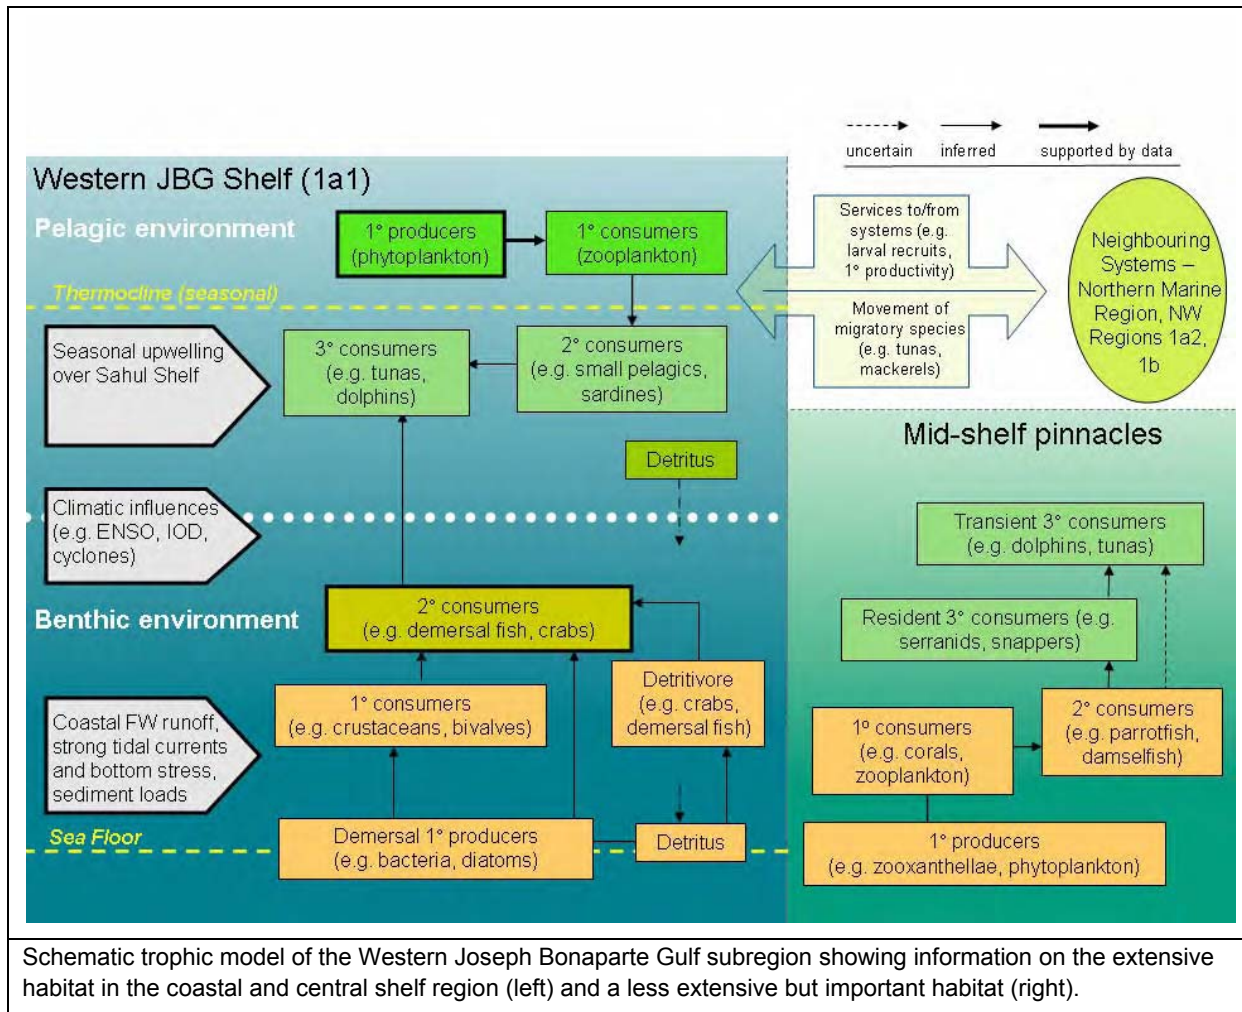 uncertain
inferred
supported by data
Western JBG Shelf (1a1)
Pelagic environment
1° producers
(phytoplankton)
1° consumers
(zooplankton)
Services to/from
systems (e.g.
larval recruits,
1° productivity)
Movement of
migratory species
(e.g. tunas,
mackerels)
Neighbouring
Systems –
Northern Marine
Region, NW
Regions 1a2,
1b
Thermocline (seasonal)
Seasonal upwelling
over Sahul Shelf
3° consumers
(e.g. tunas,
dolphins)
2° consumers
(e.g. small pelagics,
sardines)
Detritus
Climatic influences
(e.g. ENSO, IOD,
cyclones)
Benthic environment
2° consumers
(e.g. demersal fish, crabs)
1° consumers
(e.g. crustaceans, bivalves)
Detritivore
(e.g. crabs,
demersal fish)
Coastal FW runoff,
strong tidal currents
and bottom stress,
sediment loads
Sea Floor
Demersal 1° producers
(e.g. bacteria, diatoms)
Detritus
Mid-shelf pinnacles
Transient 3° consumers
(e.g. dolphins, tunas)
Resident 3° consumers (e.g.
serranids, snappers)
1º consumers
(e.g. corals,
zooplankton)
2° consumers
(e.g. parrotfish,
damselfish)
1° producers
(e.g. zooxanthellae, phytoplankton)
Schematic trophic model of the Western Joseph Bonaparte Gulf subregion showing information on the extensive
habitat in the coastal and central shelf region (left) and a less extensive but important habitat (right).